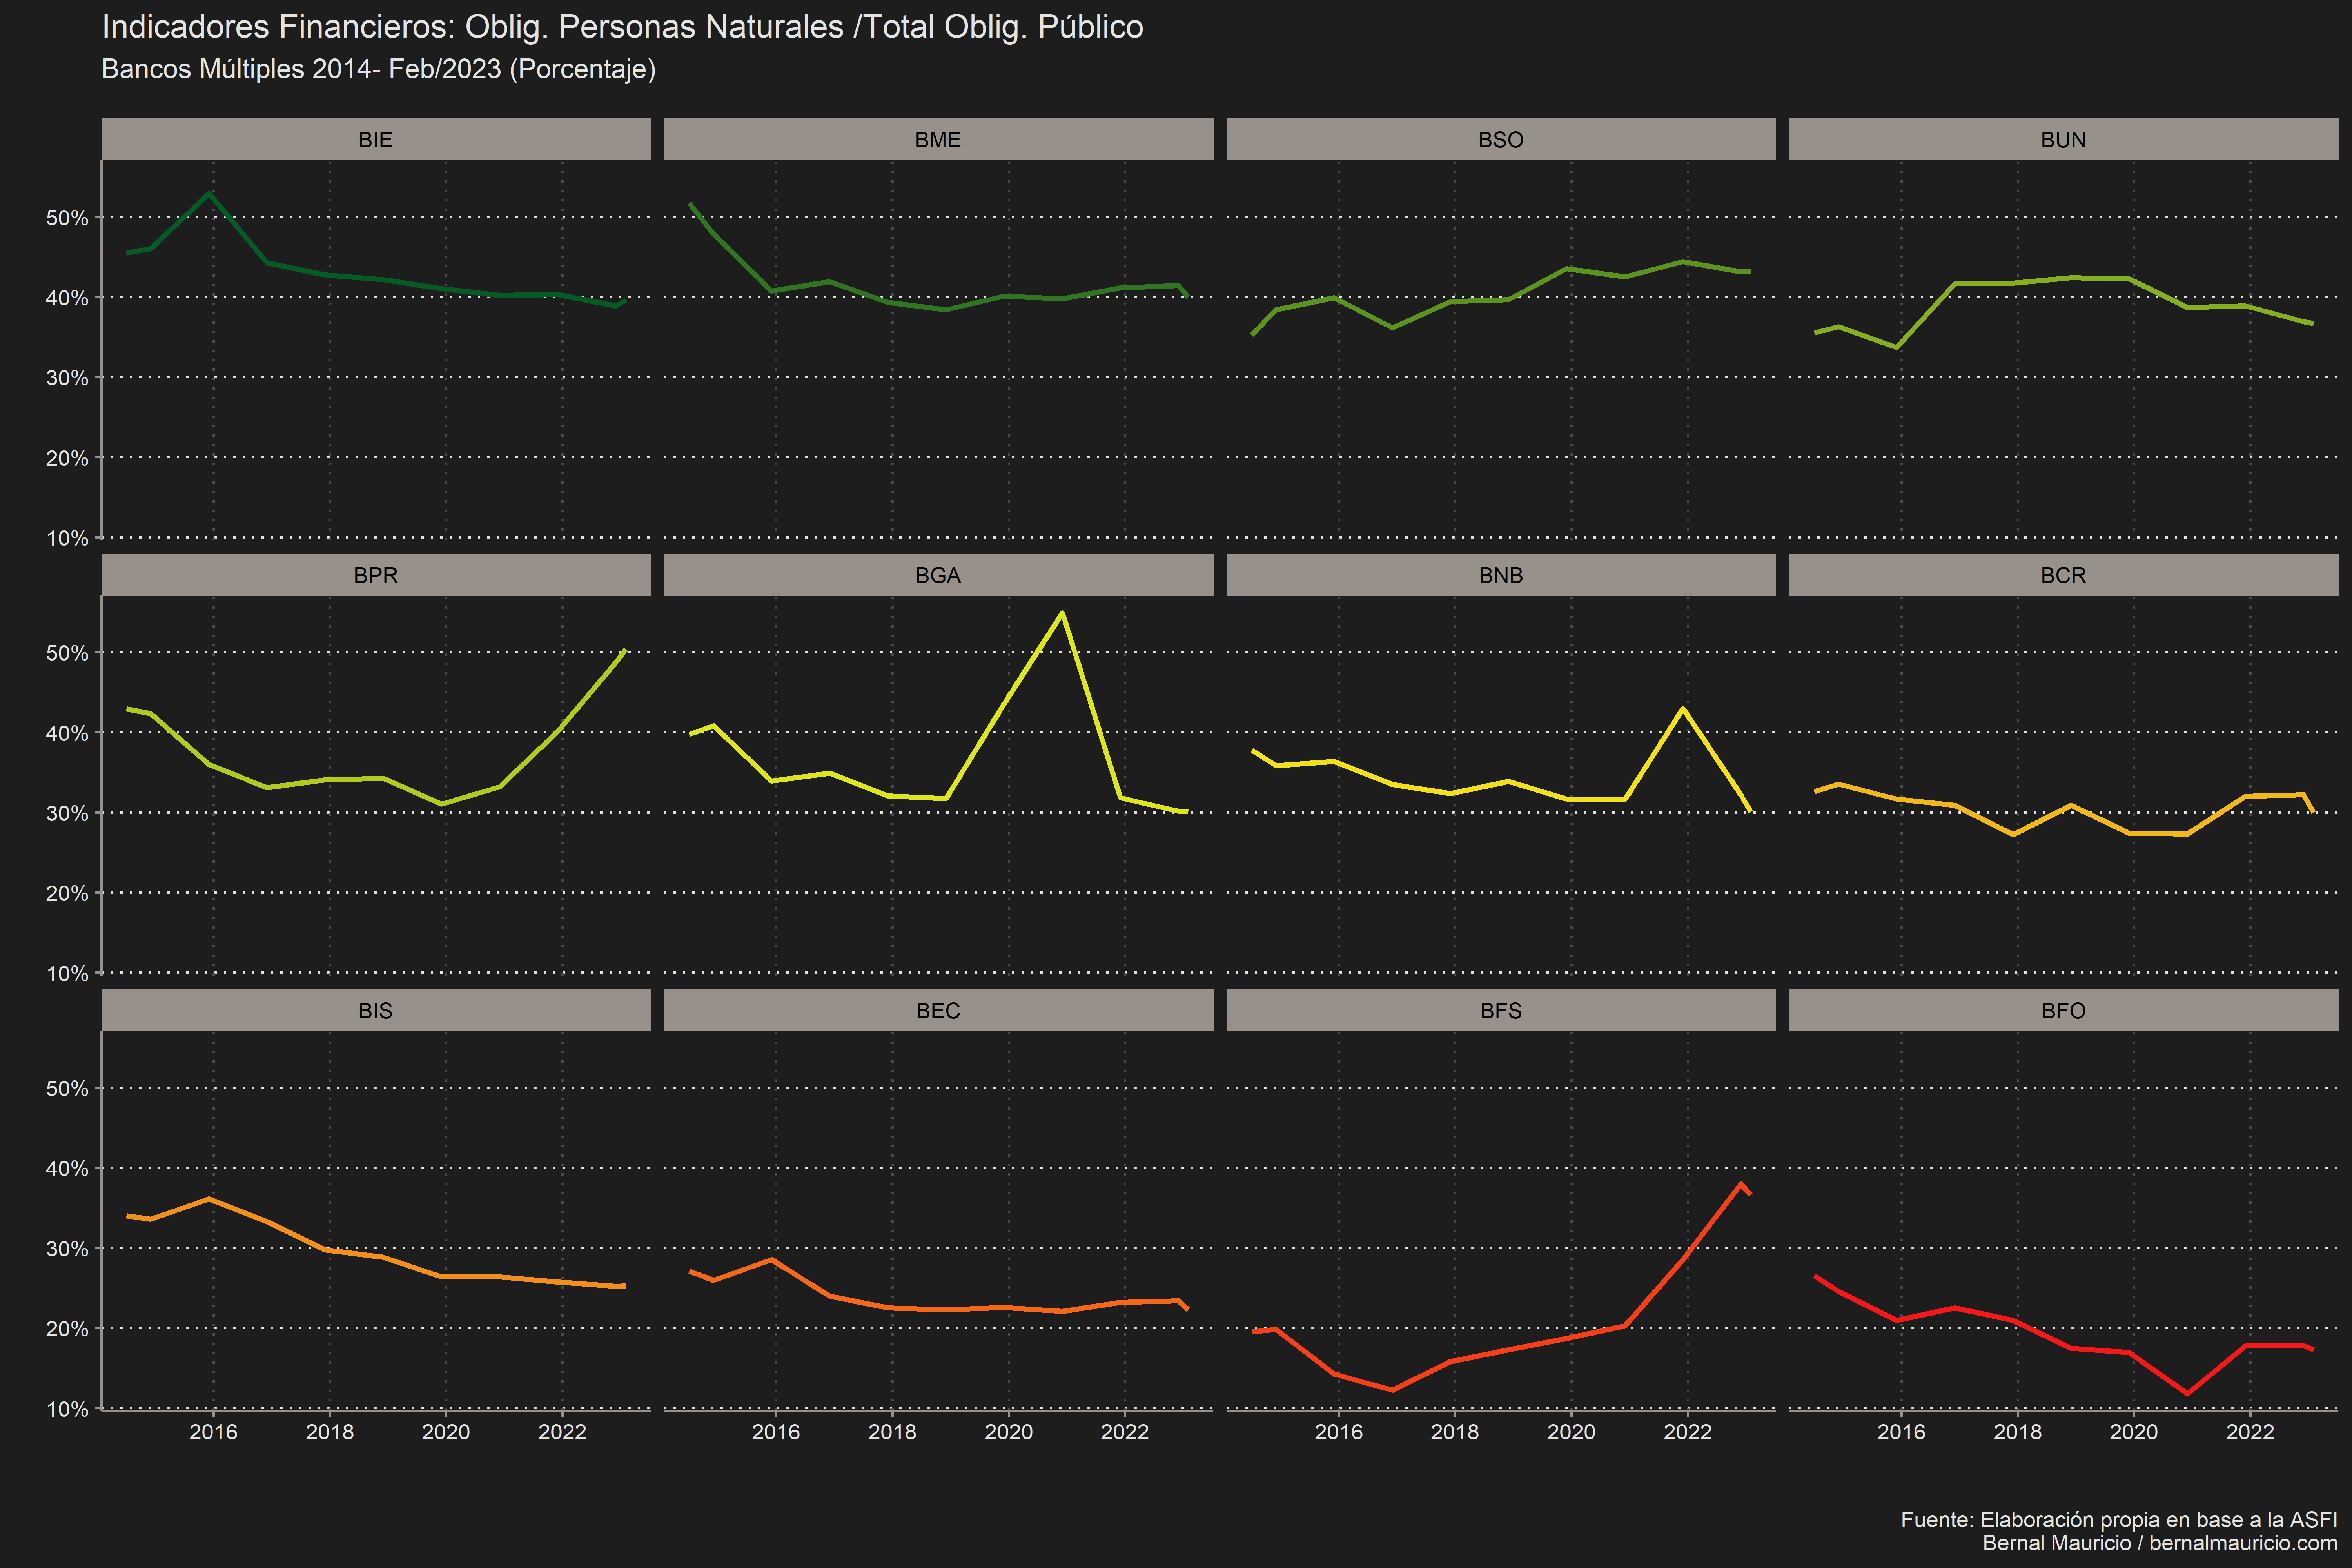 Indicadores Financieros: Oblig. Personas Naturales /Total Oblig. Público
Bancos Múltiples 2014- Feb/2023 (Porcentaje)
BIE BME BSO BUN
50%
40%
30%
20%
10%
BPR BGA BNB BCR
50%
40%
30%
20%
10%
BIS BEC BFS BFO
50%
40%
30%
20%
10%
2016 2018 2020 2022 2016 2018 2020 2022 2016 2018 2020 2022 2016 2018 2020 2022
Fuente: Elaboración propia en base a la ASFI
Bernal Mauricio / bernalmauricio.com